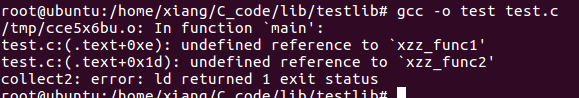 root@ubuntu:/home/xiang/C_code/lib/testlib# gcc -o test test.c
/tmp/cce5x6bu.o: In function `main':
test.c:(.text+0xe): undefined reference to `xzz_func1'
test.c:(.text+0x1d): undefined reference to `xzz_func2'
collect2: error: ld returned 1 exit status
root@ubuntu:/home/xiang/C_code/lib/testlib#